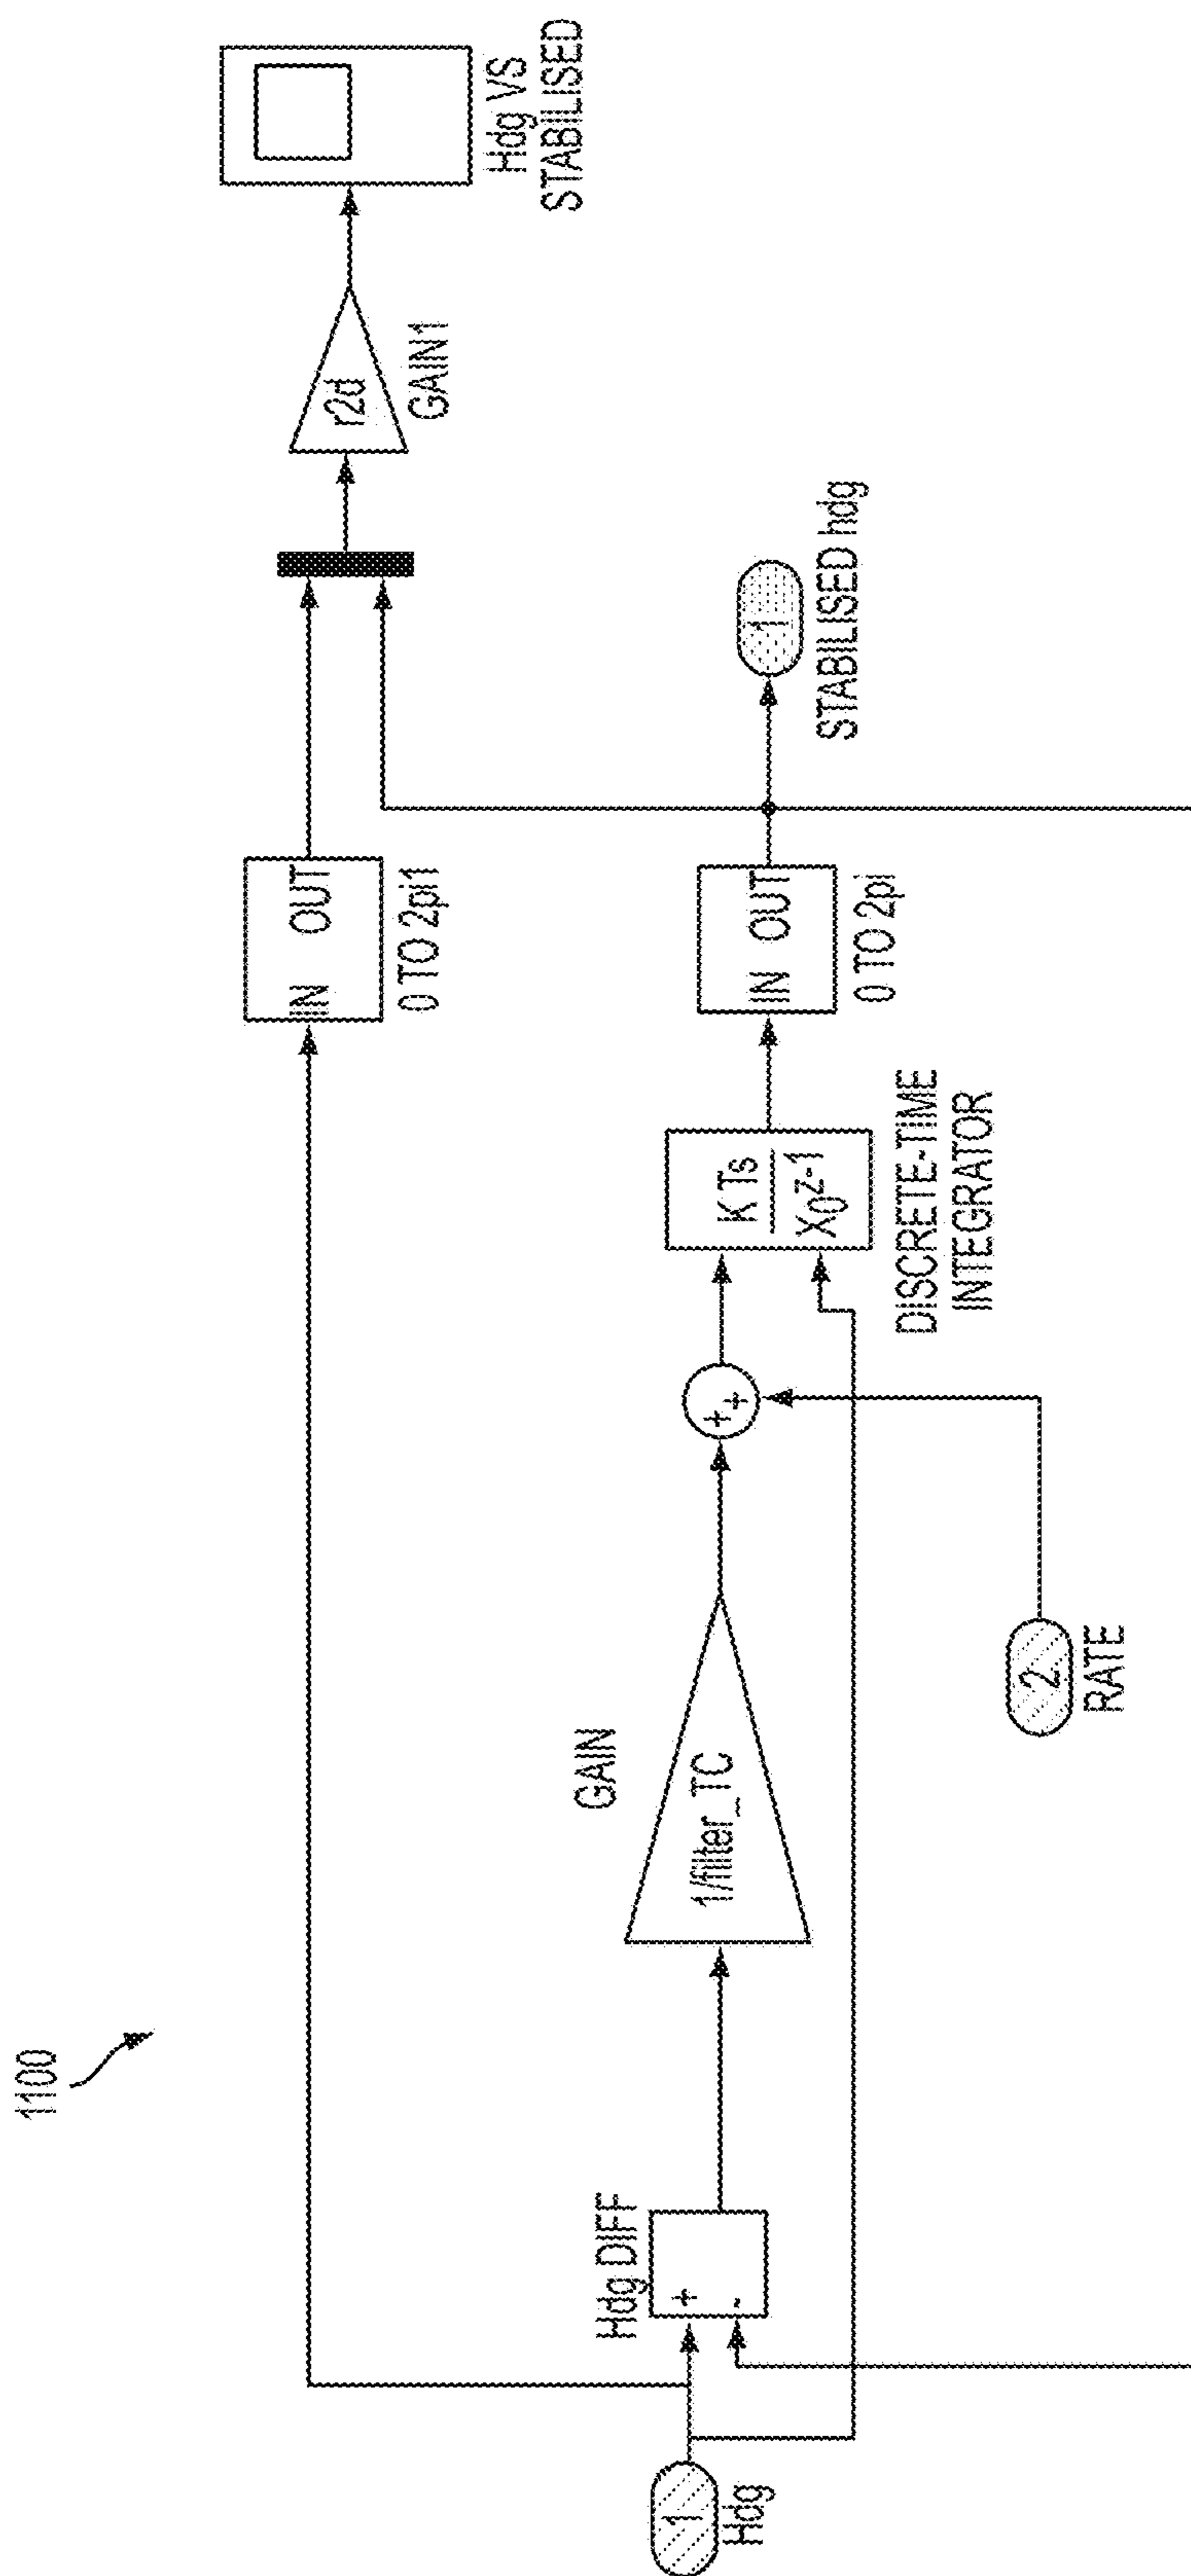 1100
0 TO 2pi1
IN OUT
r2d
GAIN1
Hdg VS
STABILISED
1
Hdg
Hdg DIFF
+
-
GAIN
1/filter_TC
+
+
2
RATE
K Ts
X0z-1
DISCRETE-TIME
INTEGRATOR
IN OUT
0 TO 2pi
1
STABILISED hdg